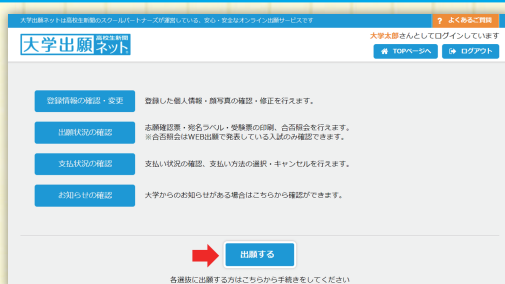 大学出願ネットは高校生新聞のスクールパートナーズが運営している、安心・安全なオンライン出願サービスです
? よくあるご質問
大学出願 高校生新聞 ネット
大学太郎さんとしてログインしています
TOPページへ
ログアウト
登録情報の確認・変更
登録した個人情報・顔写真の確認・修正を行えます。
出願状況の確認
志願確認票・宛名ラベル・受験票の印刷、合否照会を行えます。
※合否照会はWEB出願で発表している入試のみ確認できます。
支払状況の確認
支払い状況の確認、支払い方法の選択・キャンセルを行えます。
お知らせの確認
大学からのお知らせがある場合はこちらから確認ができます。
出願する
各選抜に出願する方はこちらから手続きをしてください